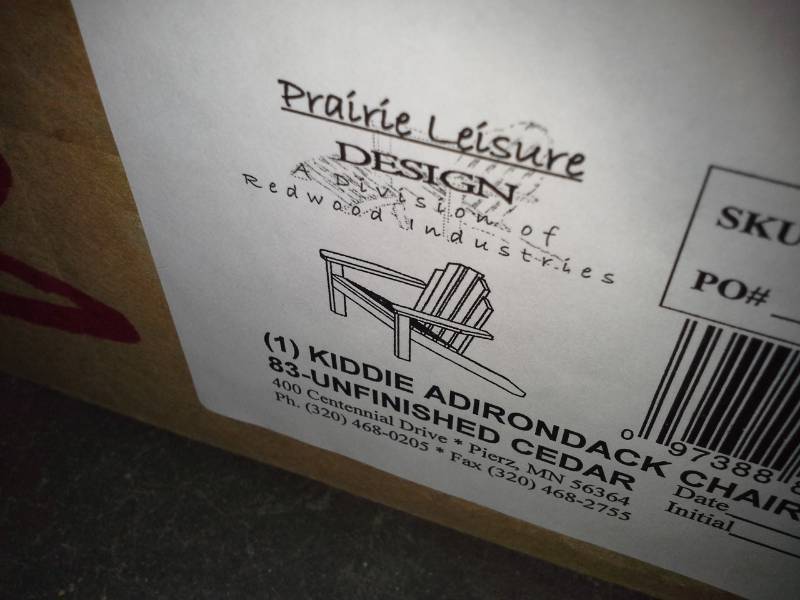 Prairie Leisure
DESIGN
A Division of
Redwood Industries
(1) KIDDIE ADIRONDACK CHAIR
83-UNFINISHED CEDAR
400 Centennial Drive * Pierz, MN 56364
Ph. (320) 468-0205 * Fax (320) 468-2755
SKU
PO#
0 97388
Date
Initial